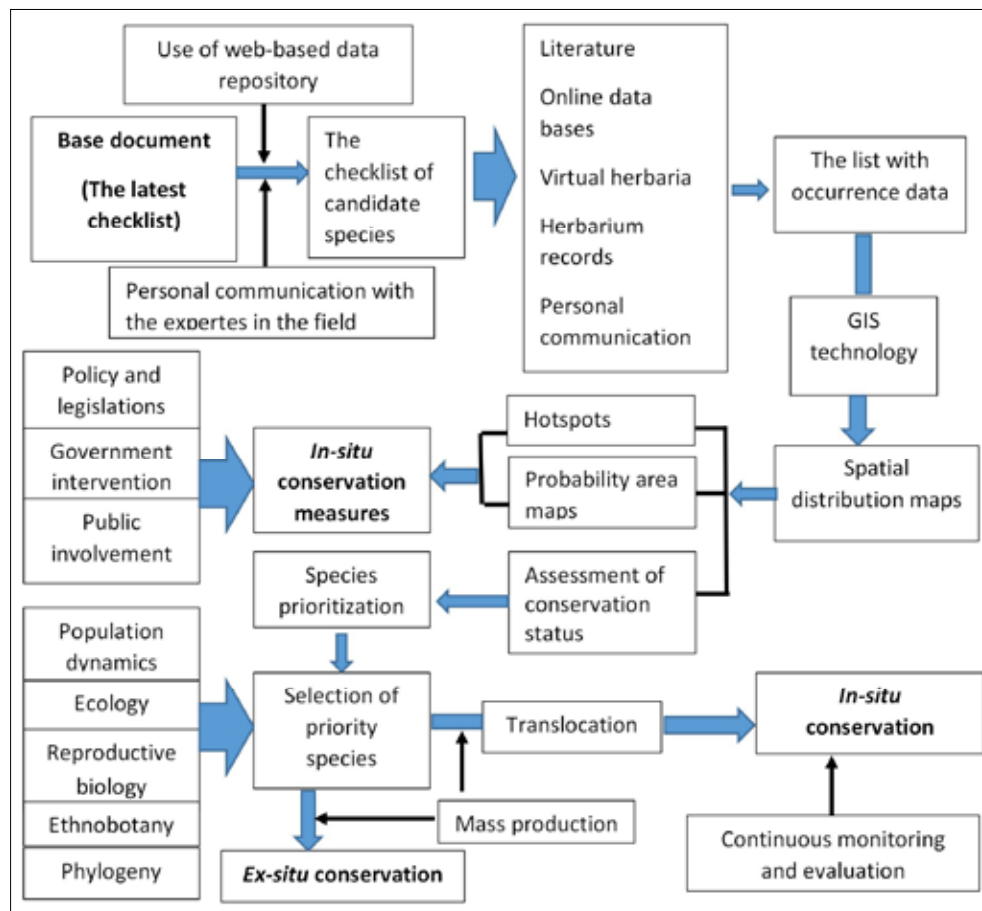 Use of web-based data
repository
Base document
(The latest
checklist)
The
checklist of
candidate
species
Personal communication with
the expertes in the field
Literature
Online data
bases
Virtual herbaria
Herbarium
records
Personal
communication
The list with
occurrence data
GIS
technology
Spatial
distribution maps
Policy and
legislations
Government
intervention
Public
involvement
In-situ
conservation
measures
Hotspots
Probability area
maps
Species
prioritization
Assessment of
conservation
status
Population
dynamics
Ecology
Reproductive
biology
Ethnobotany
Phylogeny
Selection of
priority
species
Translocation
In-situ
conservation
Mass production
Ex-situ conservation
Continuous monitoring
and evaluation